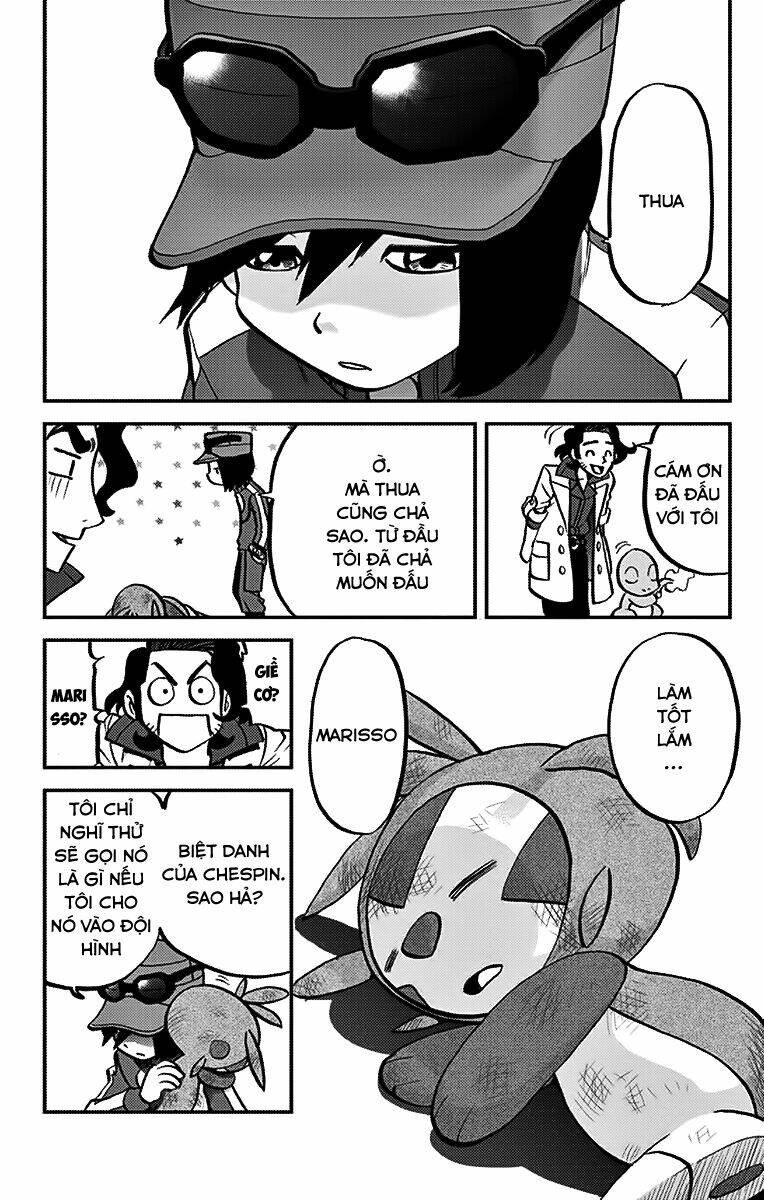 THUA
CÁM ƠN
ĐÃ ĐẤU
VỚI TÔI
Ờ.
MÀ THUA
CŨNG CHẢ
SAO. TỪ ĐẦU
TÔI ĐÃ CHẢ
MUỐN ĐẤU
LÀM
TỐT
LẮM
...
MARISSO
GIỀ
CƠ?
MARI
SSO?
BIỆT DANH
CỦA CHESPIN.
SAO HẢ?
TÔI CHỈ
NGHĨ THỬ
SẼ GỌI NÓ
LÀ GÌ NẾU
TÔI CHO
NÓ VÀO ĐỘI
HÌNH